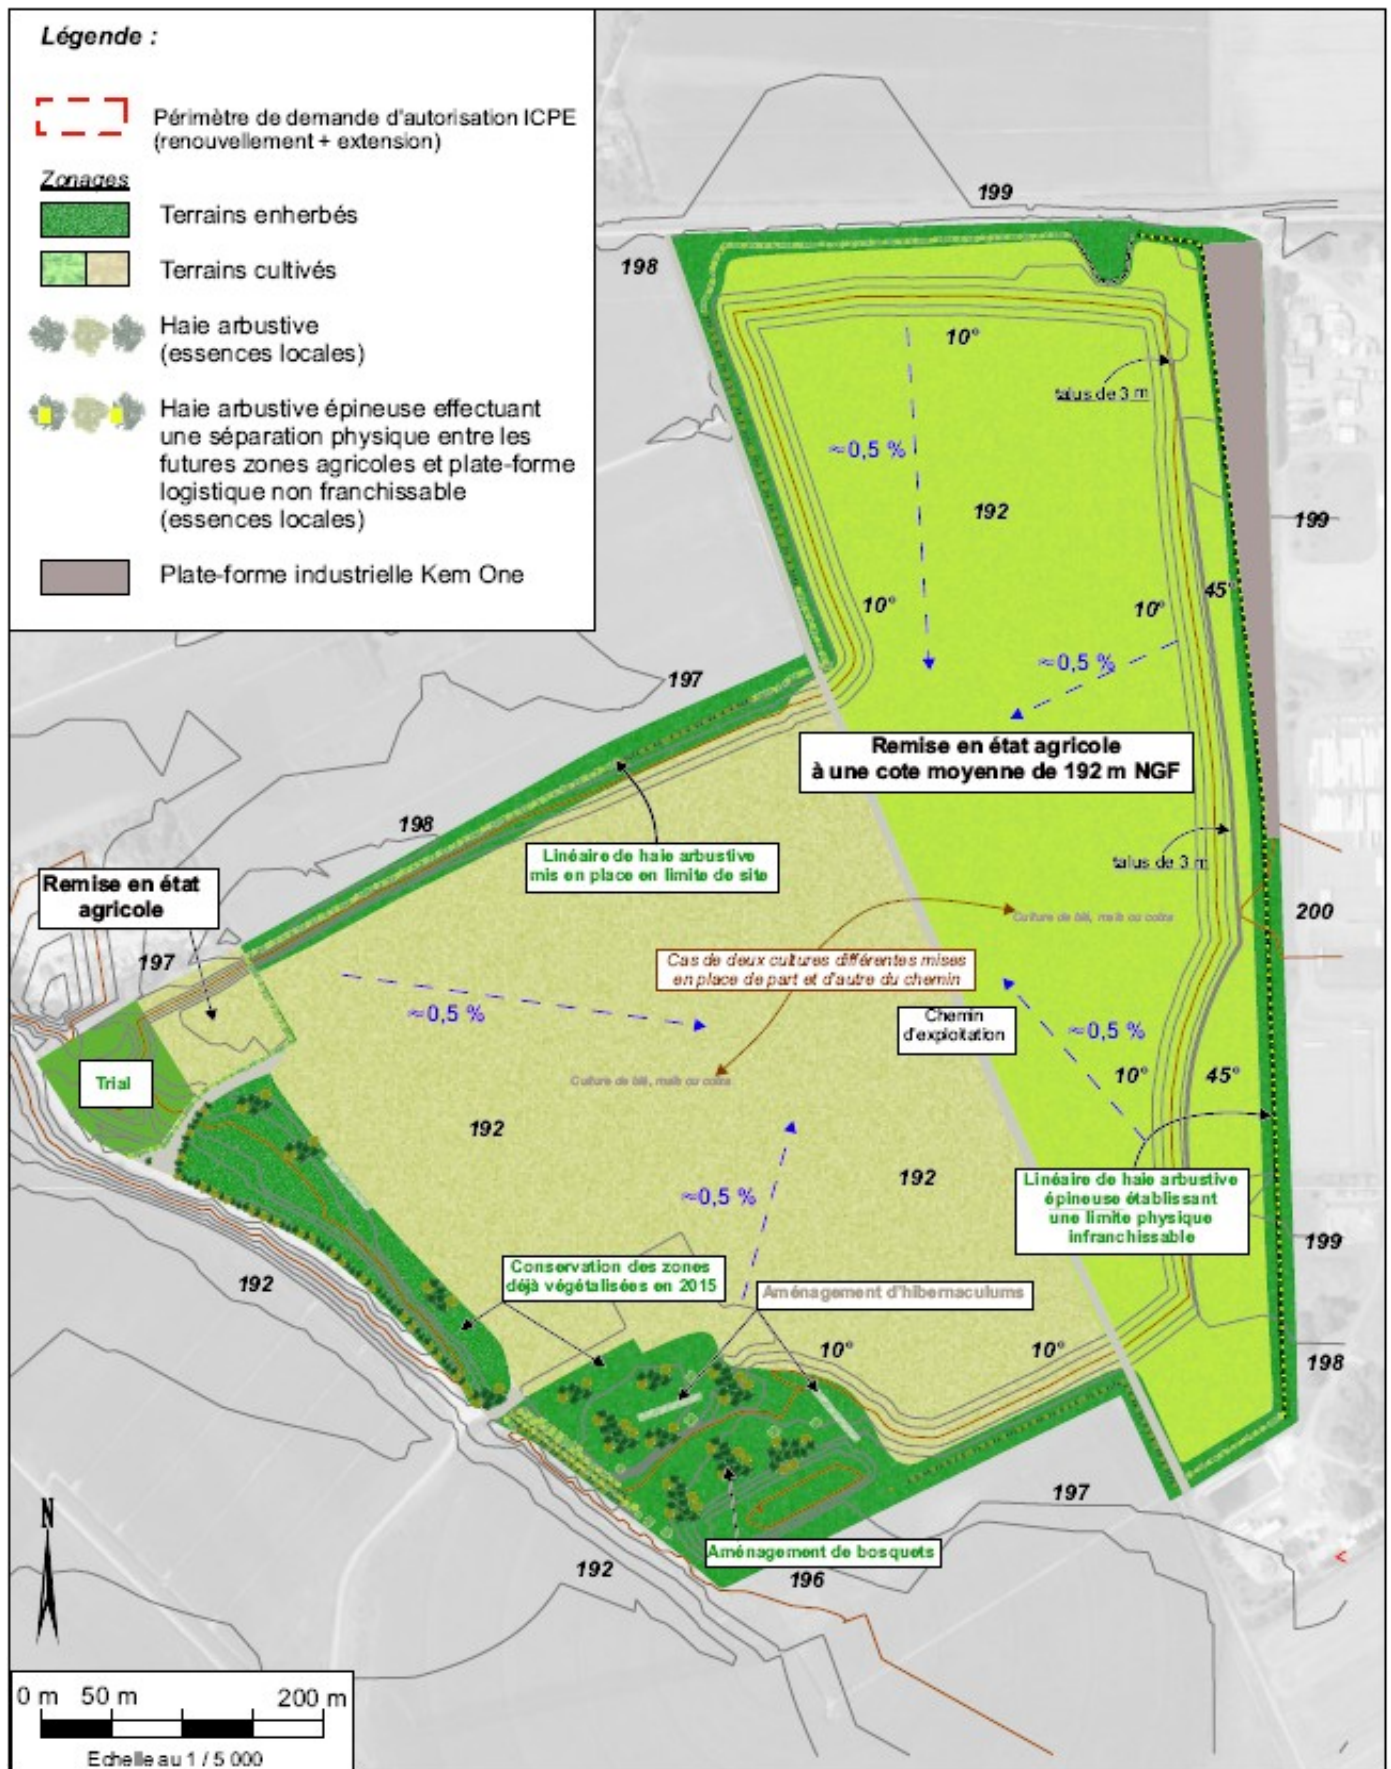 Légende :
Périmètre de demande d'autorisation ICPE
(renouvellement + extension)
Zonages
Terrains enherbés
Terrains cultivés
Haie arbustive
(essences locales)
Haie arbustive épineuse effectuant
une séparation physique entre les
futures zones agricoles et plate-forme
logistique non franchissable
(essences locales)
Plate-forme industrielle Kem One
199
198
10°
talus de 3 m
≈0,5 %
192
199
10°
10°
45°
≈0,5 %
197
Remise en état agricole
à une cote moyenne de 192 m NGF
198
Linéaire de haie arbustive
mis en place en limite de site
talus de 3 m
Remise en état
agricole
200
Culture de blé, maïs ou colza
197
Cas de deux cultures différentes mises
en place de part et d'autre du chemin
≈0,5 %
Chemin
d'exploitation
≈0,5 %
Trial
Culture de blé, maïs ou colza
10°
45°
192
192
≈0,5 %
Linéaire de haie arbustive
épineuse établissant
une limite physique
infranchissable
199
192
Conservation des zones
déjà végétalisées en 2015
Aménagement d'hibernaculums
10°
10°
198
197
N
Aménagement de bosquets
192
196
0 m 50 m 200 m
Echelle au 1 / 5 000